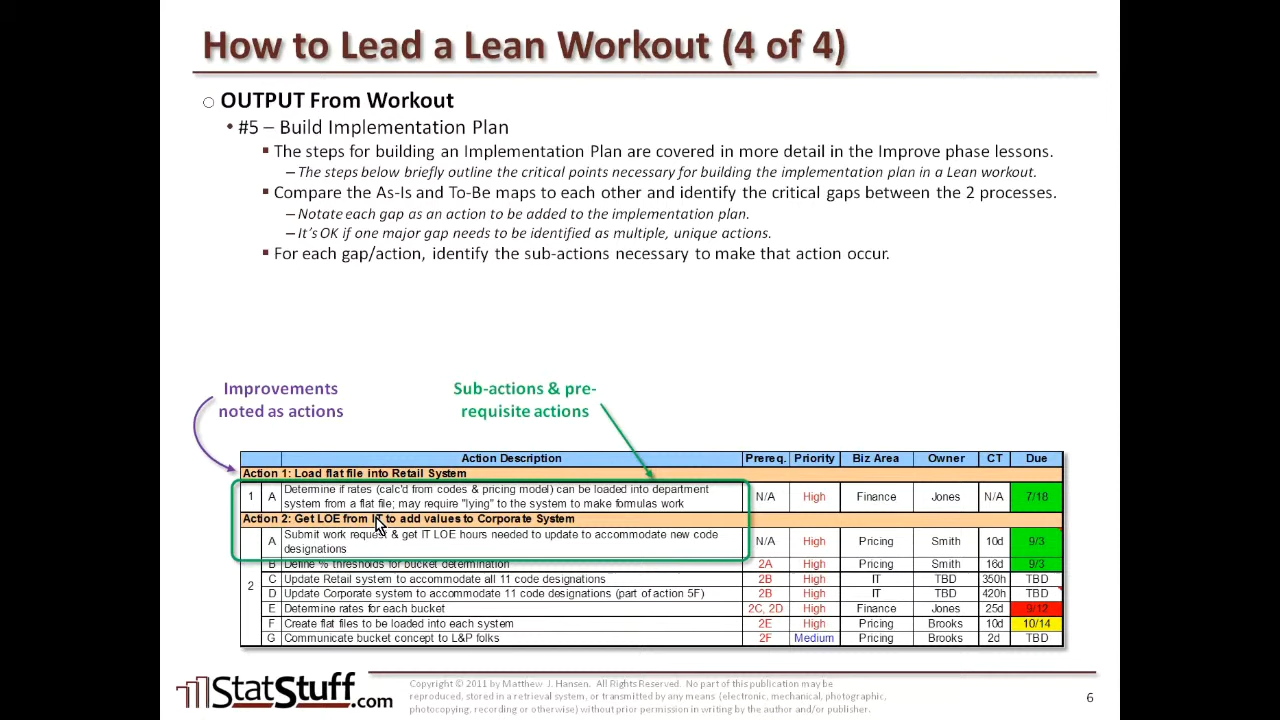 How to Lead a Lean Workout (4 of 4)
OUTPUT From Workout
#5 – Build Implementation Plan
The steps for building an Implementation Plan are covered in more detail in the Improve phase lessons.
– The steps below briefly outline the critical points necessary for building the implementation plan in a Lean workout.
Compare the As-Is and To-Be maps to each other and identify the critical gaps between the 2 processes.
– Notate each gap as an action to be added to the implementation plan.
– It's OK if one major gap needs to be identified as multiple, unique actions.
For each gap/action, identify the sub-actions necessary to make that action occur.
Improvements
noted as actions
Sub-actions & pre-
requisite actions
Action Description Prereq. Priority Biz Area Owner CT Due
Action 1: Load flat file into Retail System
1 A Determine if rates (calc'd from codes & pricing model) can be loaded into department
system from a flat file; may require "lying" to the system to make formulas work N/A High Finance Jones N/A 7/18
Action 2: Get LOE from IT to add values to Corporate System
2 A Submit work request & get IT LOE hours needed to update to accommodate new code
designations N/A High Pricing Smith 10d 9/3
B Define % thresholds for bucket determination 2A High Pricing Smith 16d 9/3
C Update Retail system to accommodate all 11 code designations 2B High IT TBD 350h TBD
D Update Corporate system to accommodate 11 code designations (part of action 5F) 2B High IT TBD 420h TBD
E Determine rates for each bucket 2C, 2D High Finance Jones 25d 9/12
F Create flat files to be loaded into each system 2E High Pricing Brooks 10d 10/14
G Communicate bucket concept to L&P folks 2F Medium Pricing Brooks 2d TBD
StatStuff.com
Copyright © 2011 by Matthew J. Hansen. All Rights Reserved. No part of this publication may be
reproduced, stored in a retrieval system, or transmitted by any means (electronic, mechanical, photographic,
photocopying, recording or otherwise) without prior permission in writing by the author and/or publisher.
6